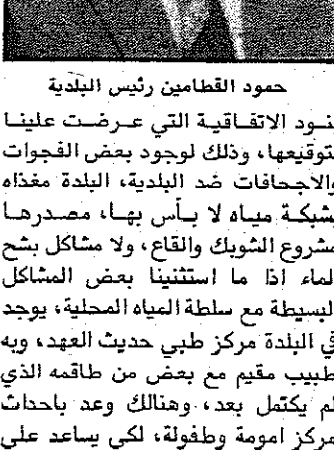 حمود القطامين رئيس البلدية
بنود الاتفاقية التي عرضت علينا
لتوقيعها، وذلك لوجود بعض الفجوات
والاجحافات ضد البلدية، البلدة مغذاه
بشبكة مياه لا بأس بها، مصدرها
مشروع الشوبك والقاع، ولا مشاكل بشح
الماء اذا ما استثنينا بعض المشاكل
البسيطة مع سلطة المياه المحلية، يوجد
في البلدة مركز طبي حديث العهد، وبه
طبيب مقيم مع بعض من طاقمه الذي
لم يكتمل بعد، وهنالك وعد باحداث
مركز امومة وطفولة، لكي يساعد على